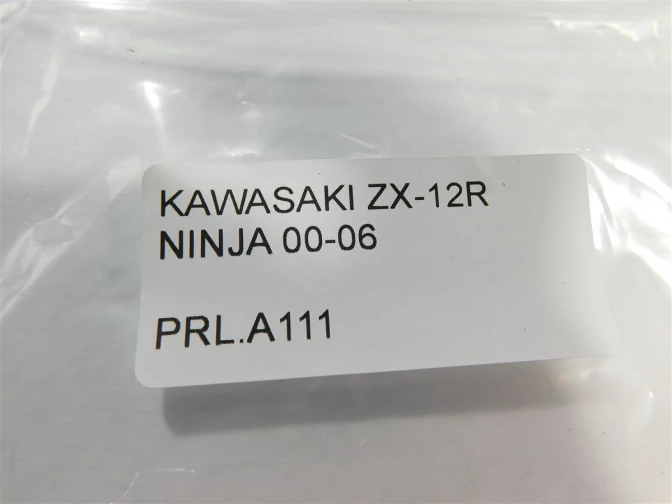 KAWASAKI ZX-12R
NINJA 00-06
PRL.A111